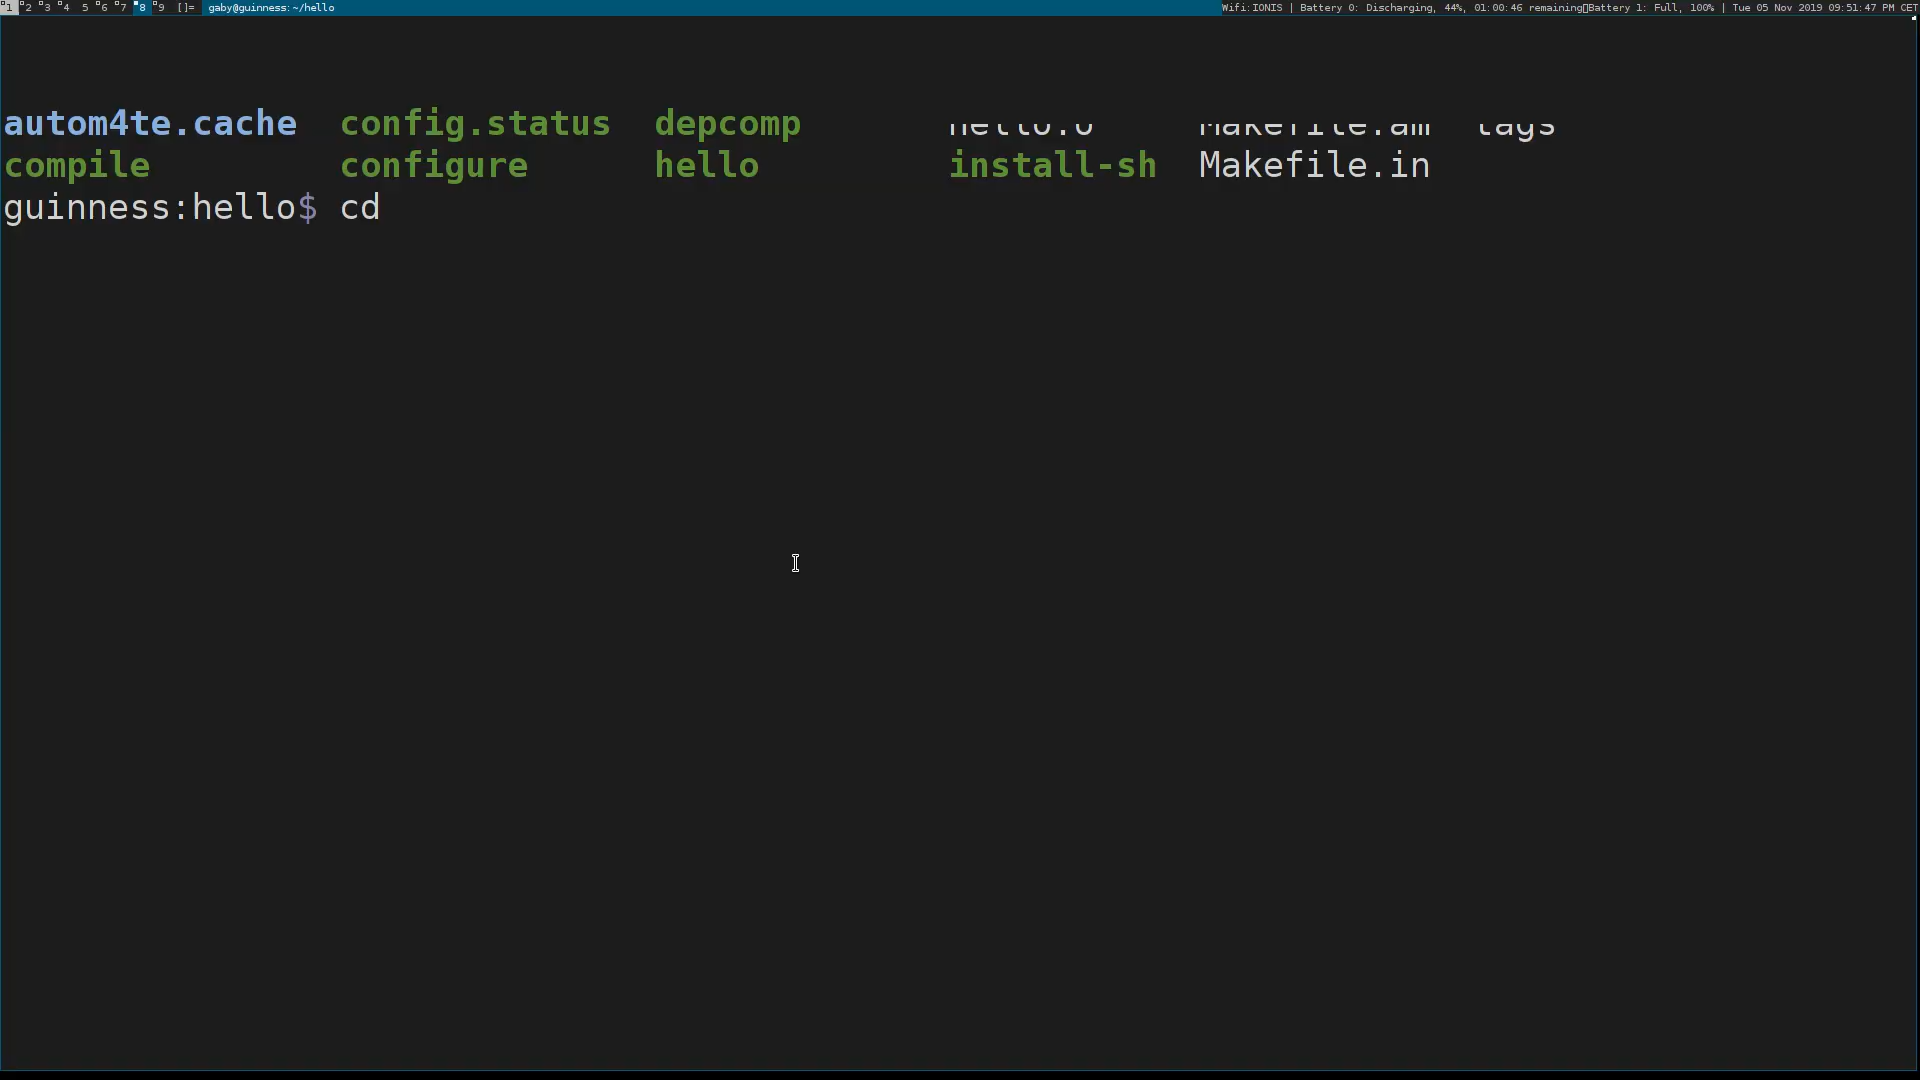 1 2 3 4 5 6 7 8 9 []= gaby@guinness:~/hello Wifi:IONIS | Battery 0: Discharging, 44%, 01:00:46 remaining▯Battery 1: Full, 100% | Tue 05 Nov 2019 09:51:47 PM CET
autom4te.cache config.status depcomp hello.o Makefile.am tags
compile configure hello install-sh Makefile.in
guinness:hello$ cd